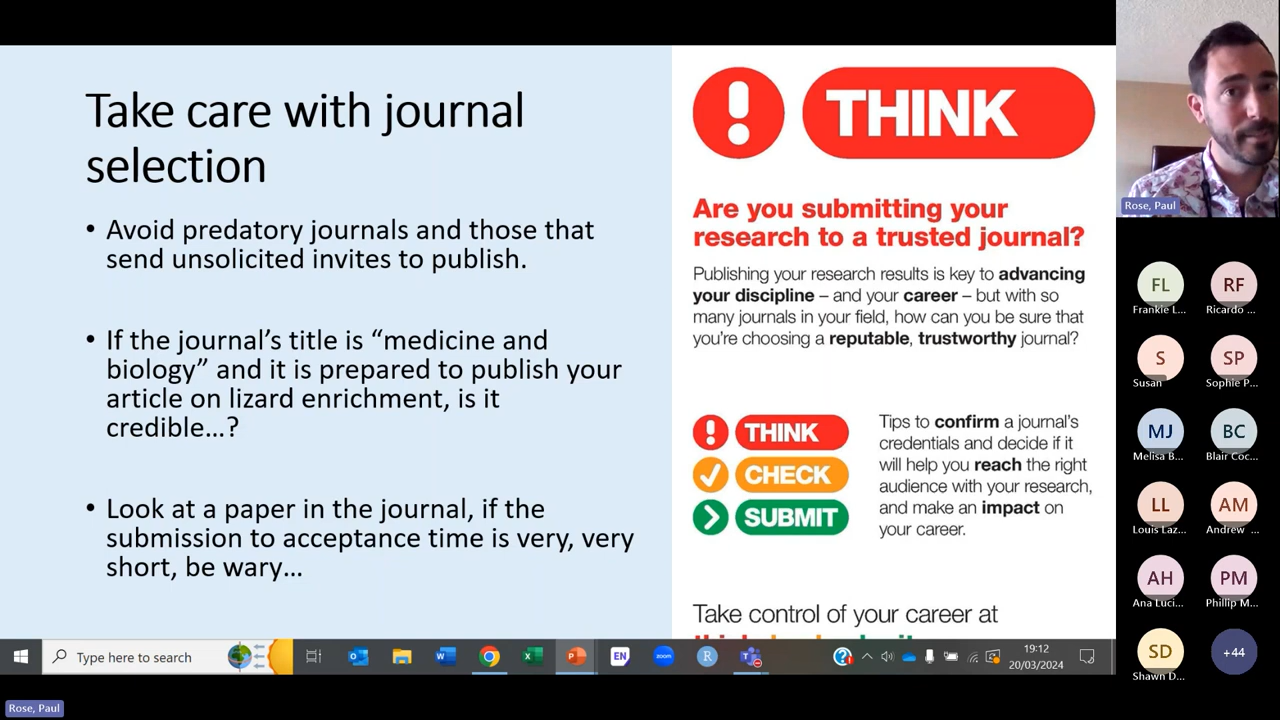 Take care with journal
selection
• Avoid predatory journals and those that
send unsolicited invites to publish.
• If the journal's title is “medicine and
biology” and it is prepared to publish your
article on lizard enrichment, is it
credible…?
• Look at a paper in the journal, if the
submission to acceptance time is very, very
short, be wary…
THINK
Are you submitting your
research to a trusted journal?
Publishing your research results is key to advancing
your discipline – and your career – but with so
many journals in your field, how can you be sure that
you're choosing a reputable, trustworthy journal?
THINK
CHECK
SUBMIT
Tips to confirm a journal's
credentials and decide if it
will help you reach the right
audience with your research,
and make an impact on
your career.
Take control of your career at
Rose, Paul
FL
Frankie L...
RF
Ricardo ...
S
Susan
SP
Sophie P...
MJ
Melisa B...
BC
Blair Coc...
LL
Louis Laz...
AM
Andrew ...
AH
Ana Luci...
PM
Phillip M...
SD
Shawn D...
+44
Type here to search
EN
zoom
R
19:12
20/03/2024
Rose, Paul